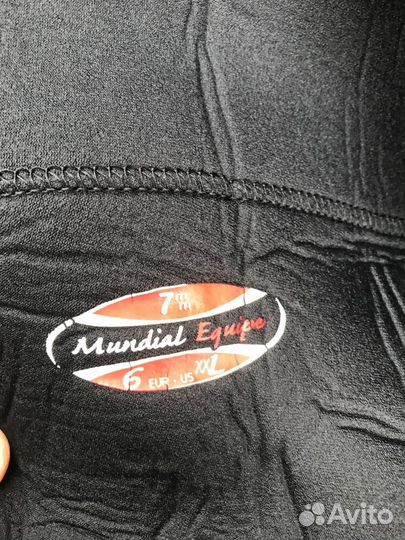 7mm
Mundial Equipe
6 EUR - US XXL
Avito